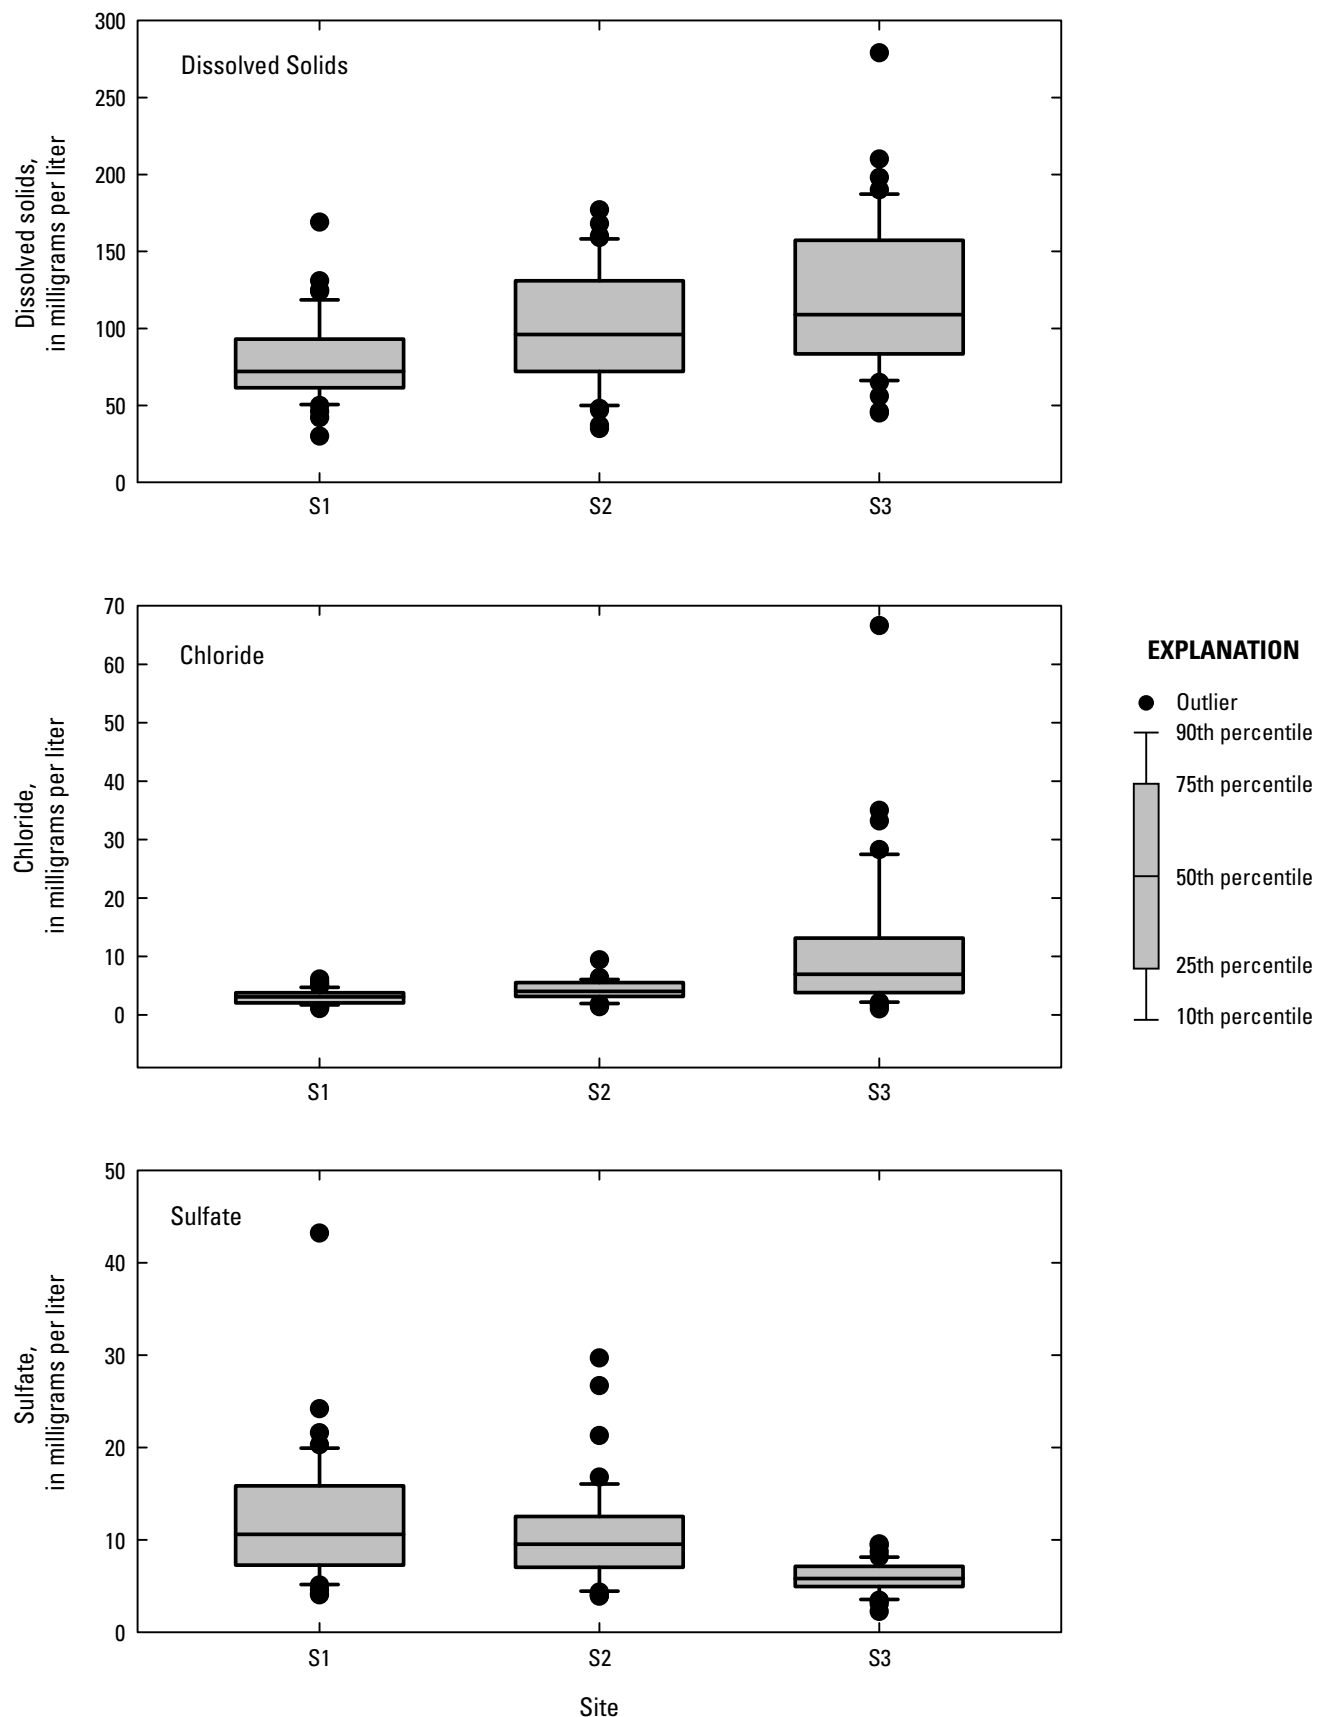 Dissolved Solids
Dissolved solids,
in milligrams per liter
300
250
200
150
100
50
0
S1
S2
S3
Chloride
Chloride,
in milligrams per liter
70
60
50
40
30
20
10
0
S1
S2
S3
EXPLANATION
Outlier
90th percentile
75th percentile
50th percentile
25th percentile
10th percentile
Sulfate
Sulfate,
in milligrams per liter
50
40
30
20
10
0
S1
S2
S3
Site